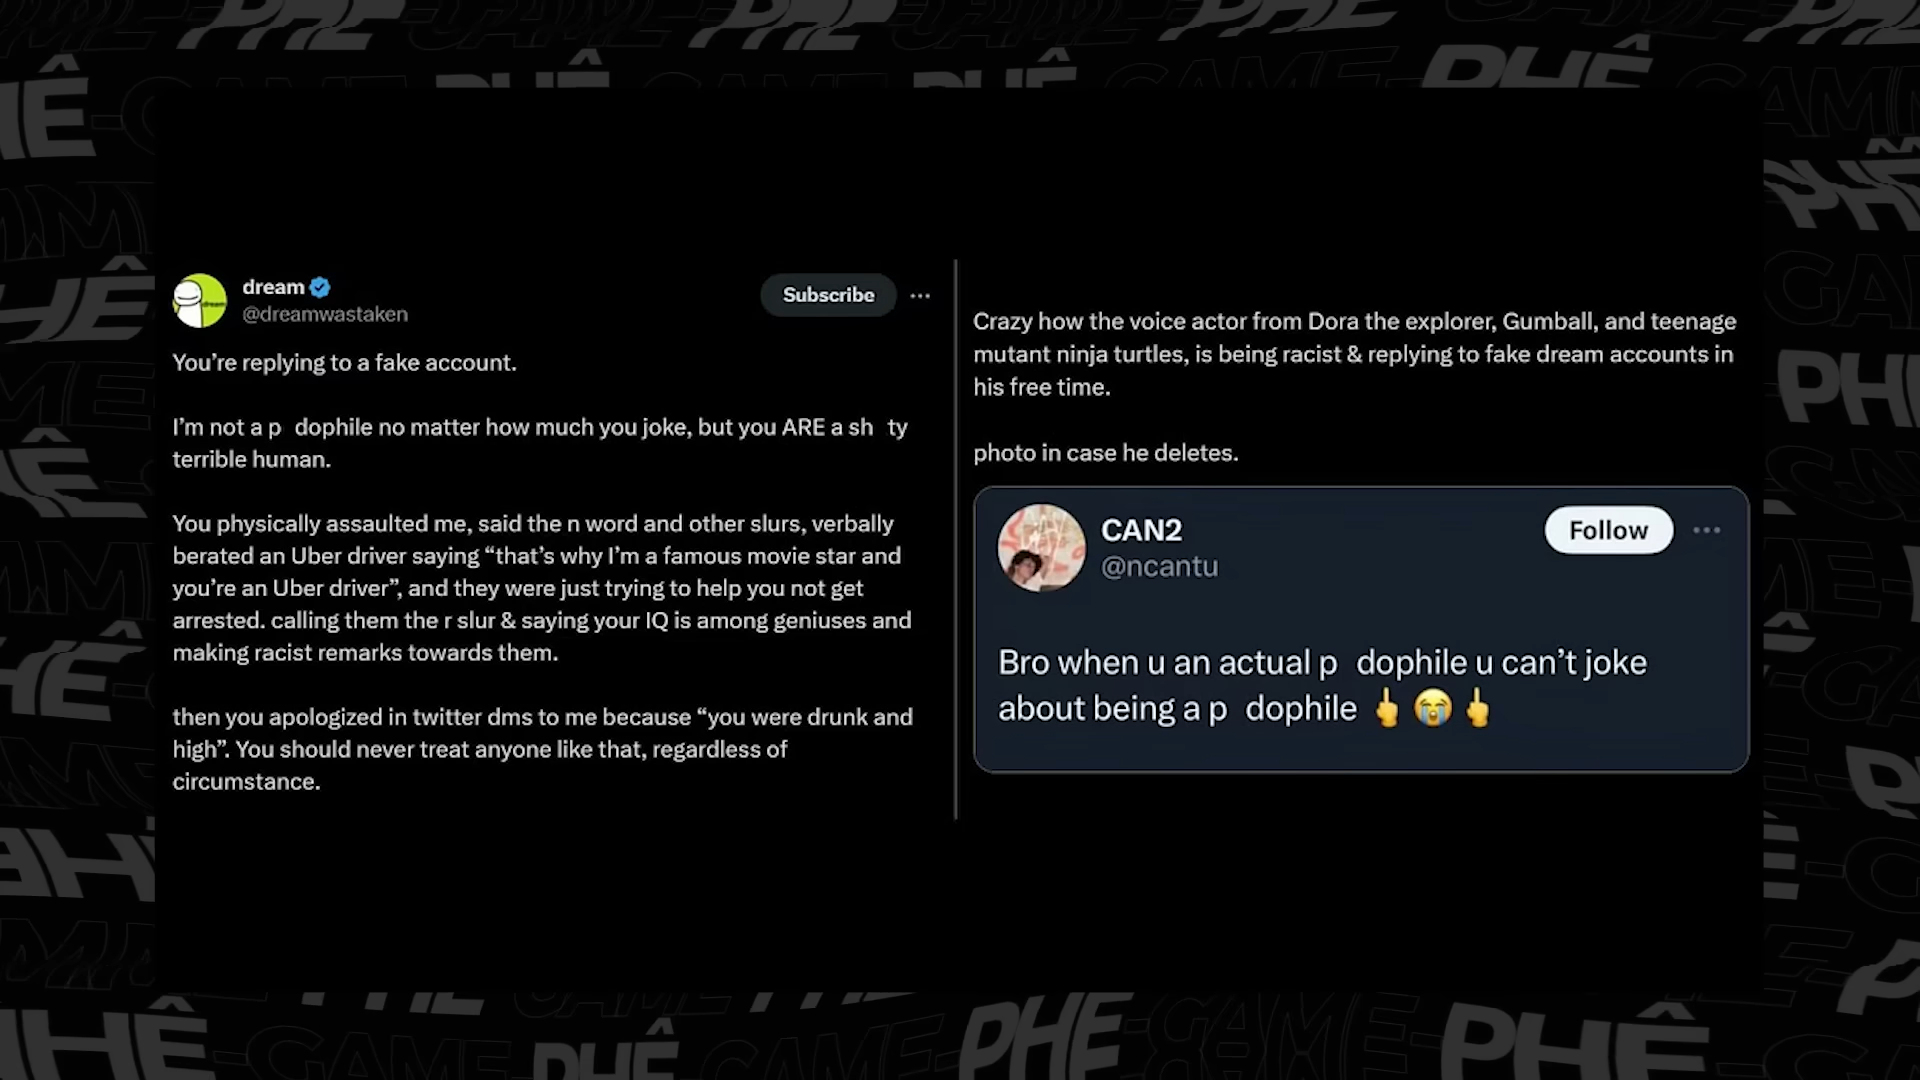 dream
@dreamwastaken
Subscribe
You’re replying to a fake account.
I’m not a p dophile no matter how much you joke, but you ARE a sh ty
terrible human.
You physically assaulted me, said the n word and other slurs, verbally
berated an Uber driver saying “that’s why I’m a famous movie star and
you’re an Uber driver”, and they were just trying to help you not get
arrested. calling them the r slur & saying your IQ is among geniuses and
making racist remarks towards them.
then you apologized in twitter dms to me because “you were drunk and
high”. You should never treat anyone like that, regardless of
circumstance.
Crazy how the voice actor from Dora the explorer, Gumball, and teenage
mutant ninja turtles, is being racist & replying to fake dream accounts in
his free time.
photo in case he deletes.
CAN2
@ncantu
Follow
Bro when u an actual p dophile u can’t joke
about being a p dophile 🖕😭🖕
PHÊ GAME